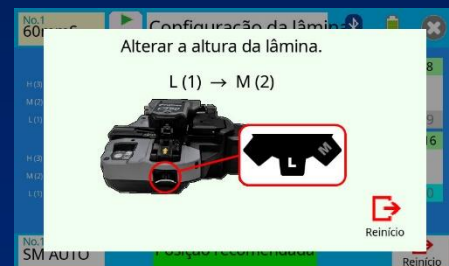 No.1
Configuração da lâmina
Alterar a altura da lâmina.
L (1) → M (2)
H (3)
M (2)
L (1)
L M
H (3)
M (2)
L (1)
Reinício
No.1
SM AUTO
Posição recomendada
Reinício